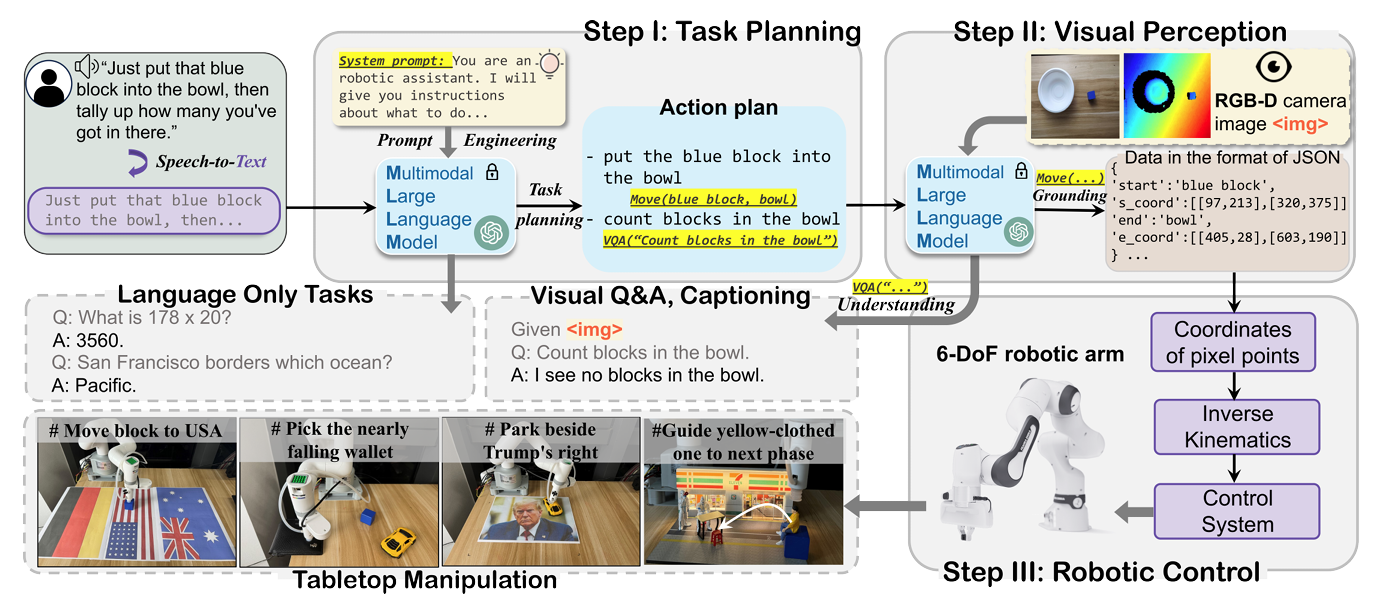 Step I: Task Planning
Step II: Visual Perception
"Just put that blue
block into the bowl, then
tally up how many you've
got in there."
Speech-to-Text
Just put that blue block
into the bowl, then...
System prompt: You are an
robotic assistant. I will
give you instructions
about what to do...
Prompt Engineering
Multimodal
Large
Language
Model
Task
planning
Action plan
- put the blue block into
the bowl
Move(blue block, bowl)
- count blocks in the bowl
VQA("Count blocks in the bowl")
RGB-D camera
image <img>
Multimodal
Large
Language
Model
Move(...)
Grounding
Data in the format of JSON
{
'start':'blue block',
's_coord':[[97,213],[320,375]]
'end':'bowl',
'e_coord':[[405,28],[603,190]]
} ...
VQA("...")
Understanding
Language Only Tasks
Q: What is 178 x 20?
A: 3560.
Q: San Francisco borders which ocean?
A: Pacific.
Visual Q&A, Captioning
Given <img>
Q: Count blocks in the bowl.
A: I see no blocks in the bowl.
6-DoF robotic arm
Coordinates
of pixel points
Inverse
Kinematics
Control
System
Step III: Robotic Control
# Move block to USA
# Pick the nearly
falling wallet
# Park beside
Trump's right
#Guide yellow-clothed
one to next phase
Tabletop Manipulation